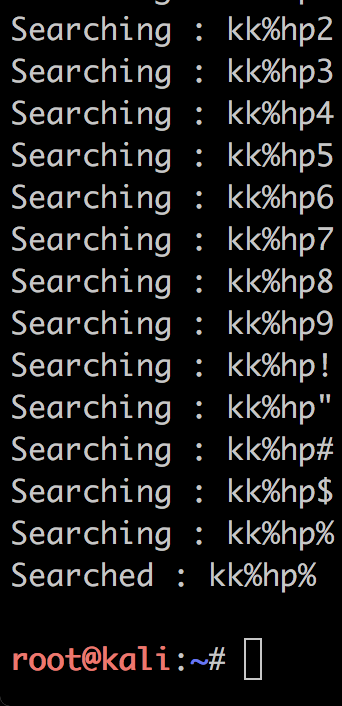 Searching : kk%hp2
Searching : kk%hp3
Searching : kk%hp4
Searching : kk%hp5
Searching : kk%hp6
Searching : kk%hp7
Searching : kk%hp8
Searching : kk%hp9
Searching : kk%hp!
Searching : kk%hp"
Searching : kk%hp#
Searching : kk%hp$
Searching : kk%hp%
Searched : kk%hp%
root@kali:~#